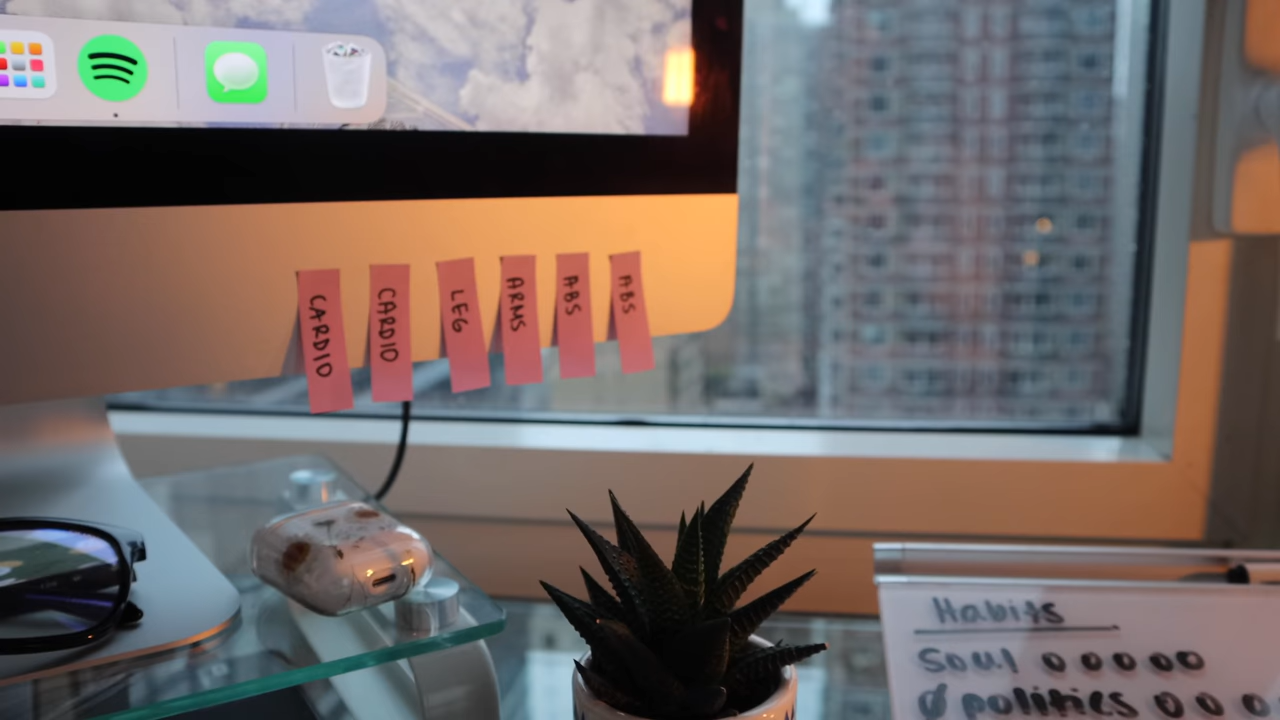 CARDIO
CARDIO
LEG
ARMS
ABS
ABS
Habits
Soul
politics